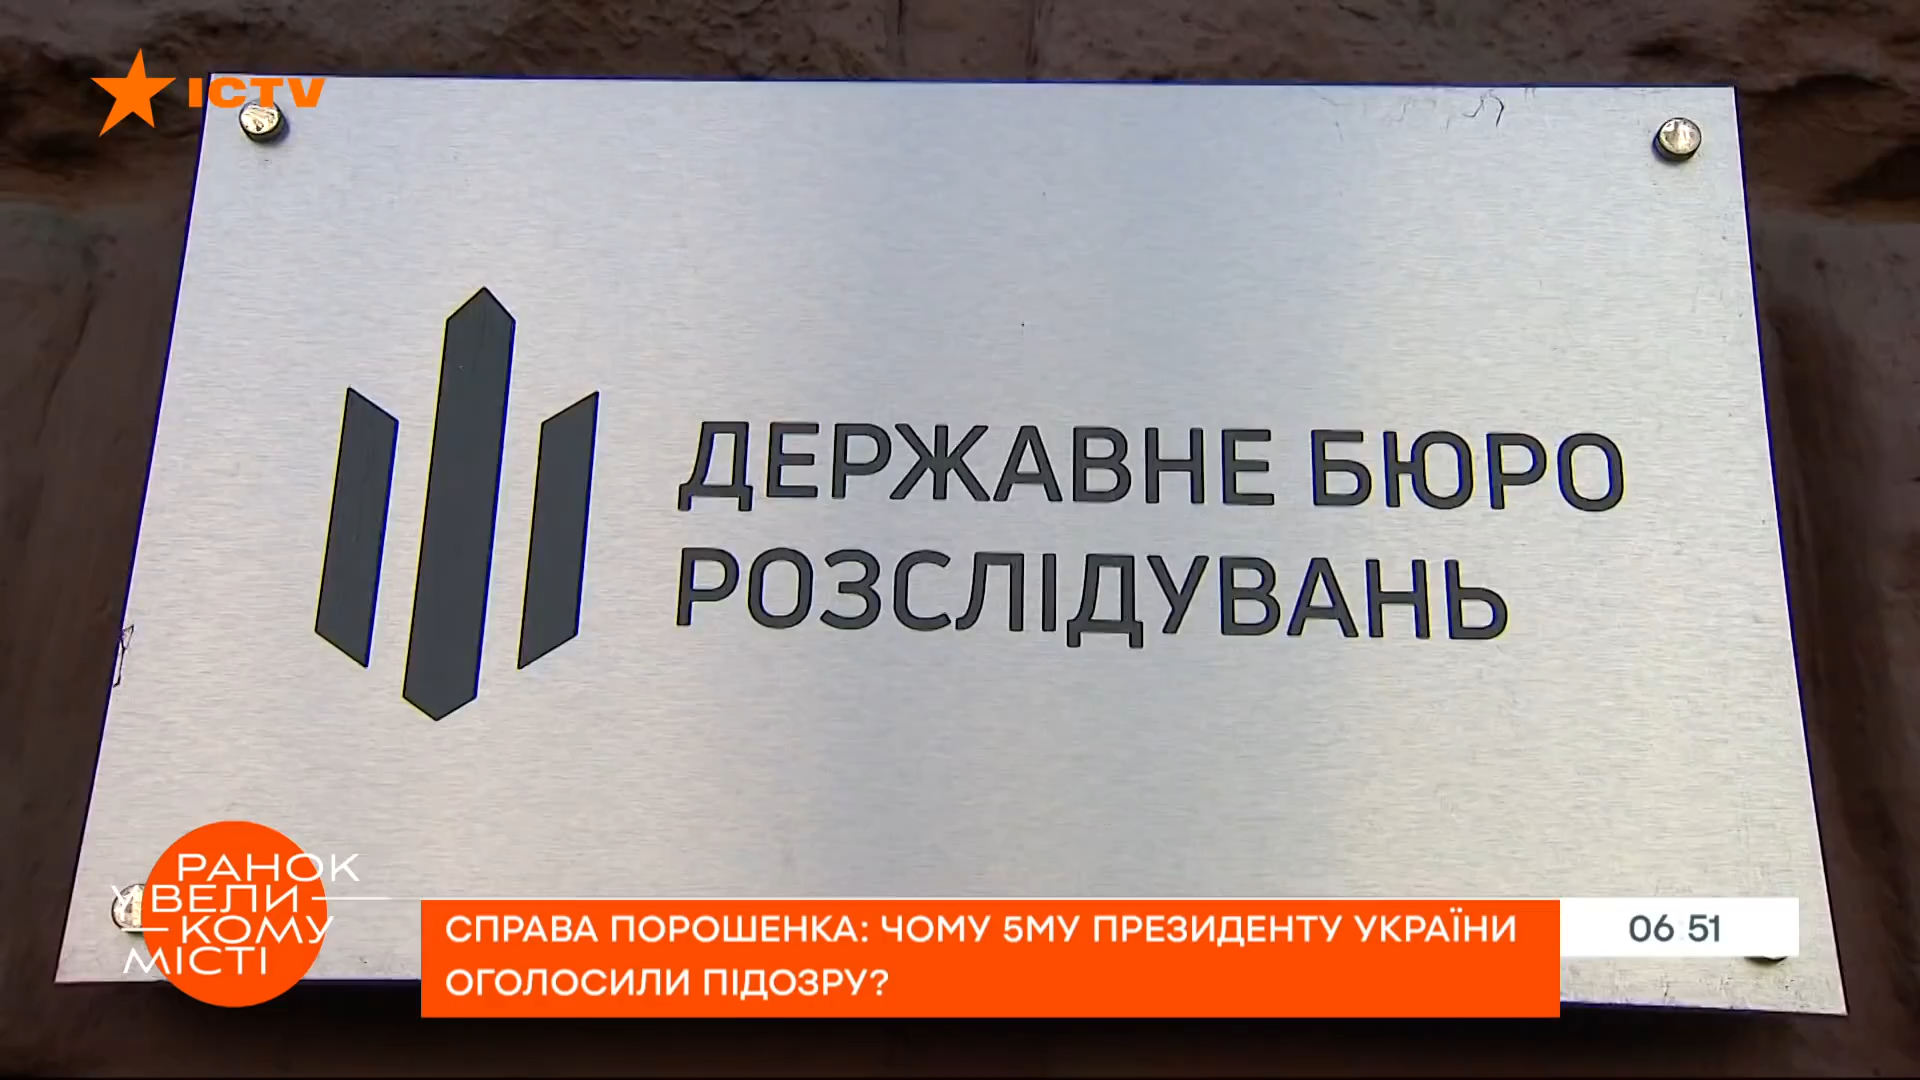 ICTV
ДЕРЖАВНЕ БЮРО
РОЗСЛІДУВАНЬ
РАНОК
У ВЕЛИ—
—КОМУ
МІСТІ
СПРАВА ПОРОШЕНКА: ЧОМУ 5МУ ПРЕЗИДЕНТУ УКРАЇНИ
ОГОЛОСИЛИ ПІДОЗРУ?
06 51